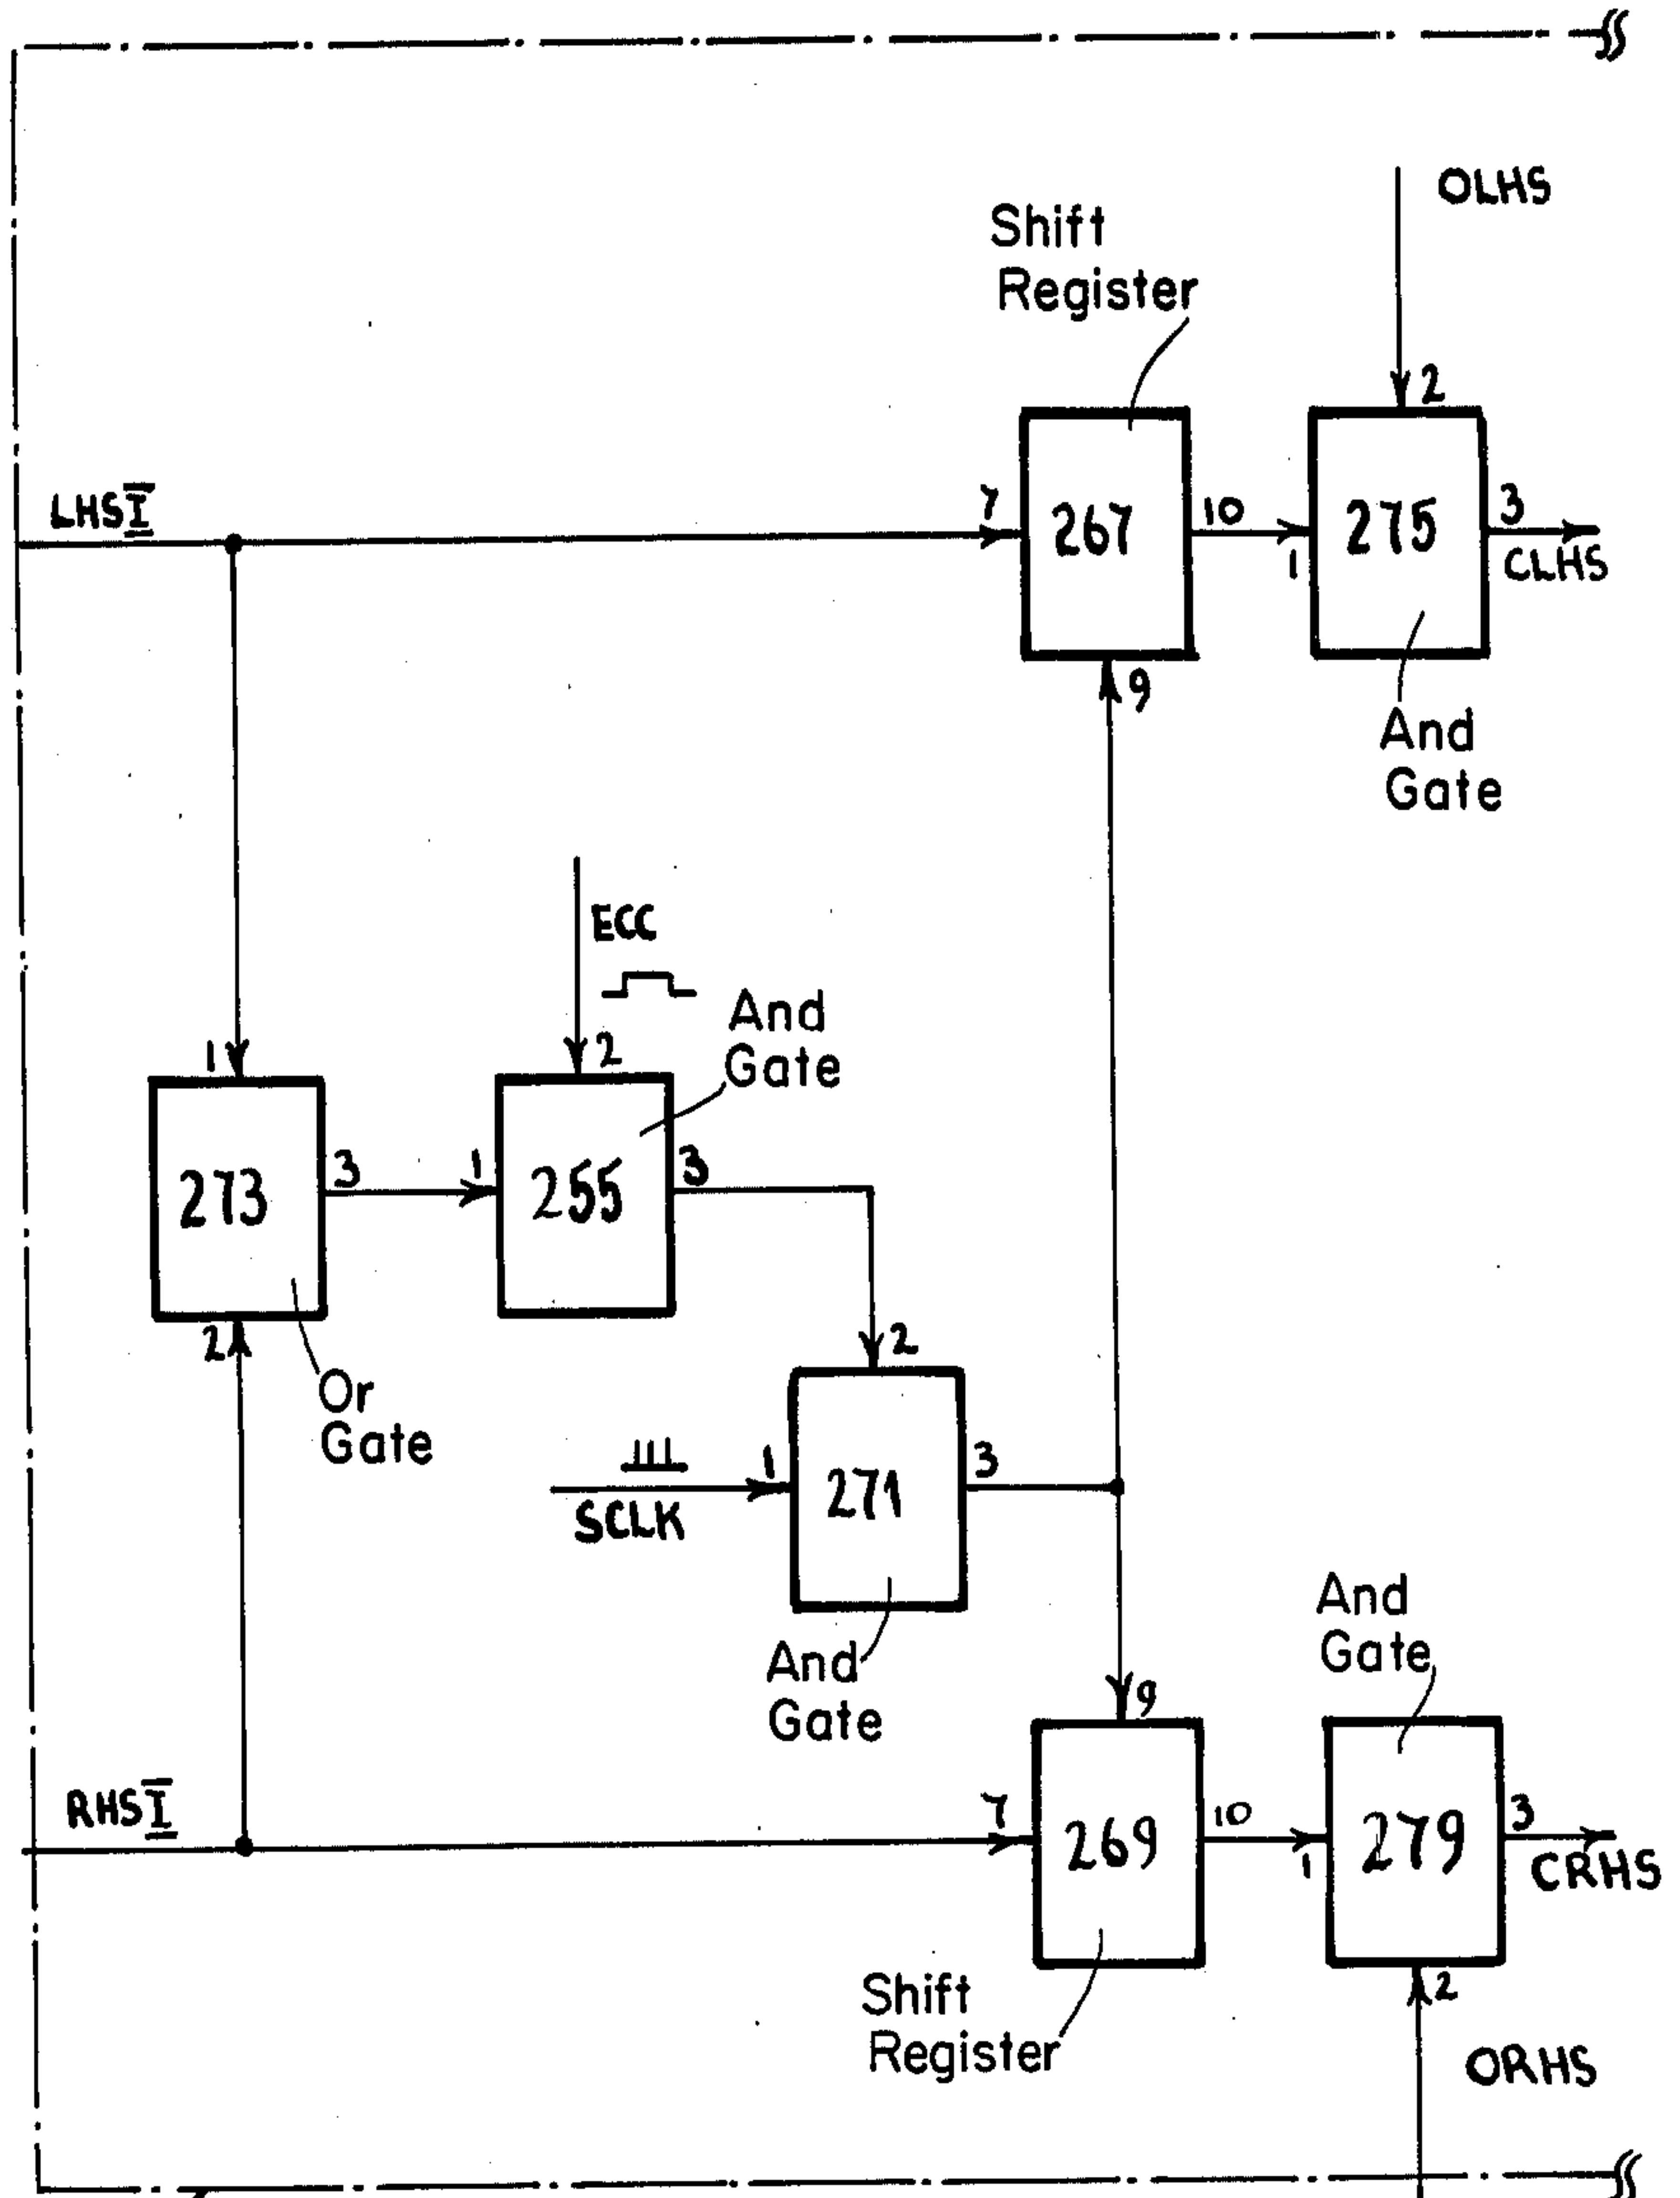 OLHS
Shift
Register
2
LHSI
7
267
10
1
275
3
CLHS
9
And
Gate
ECC
And
Gate
1
2
273
3
1
255
3
2
Or
Gate
2
SCLK
1
271
3
And
Gate
And
Gate
9
RHSI
7
269
10
1
279
3
CRHS
Shift
Register
2
ORHS